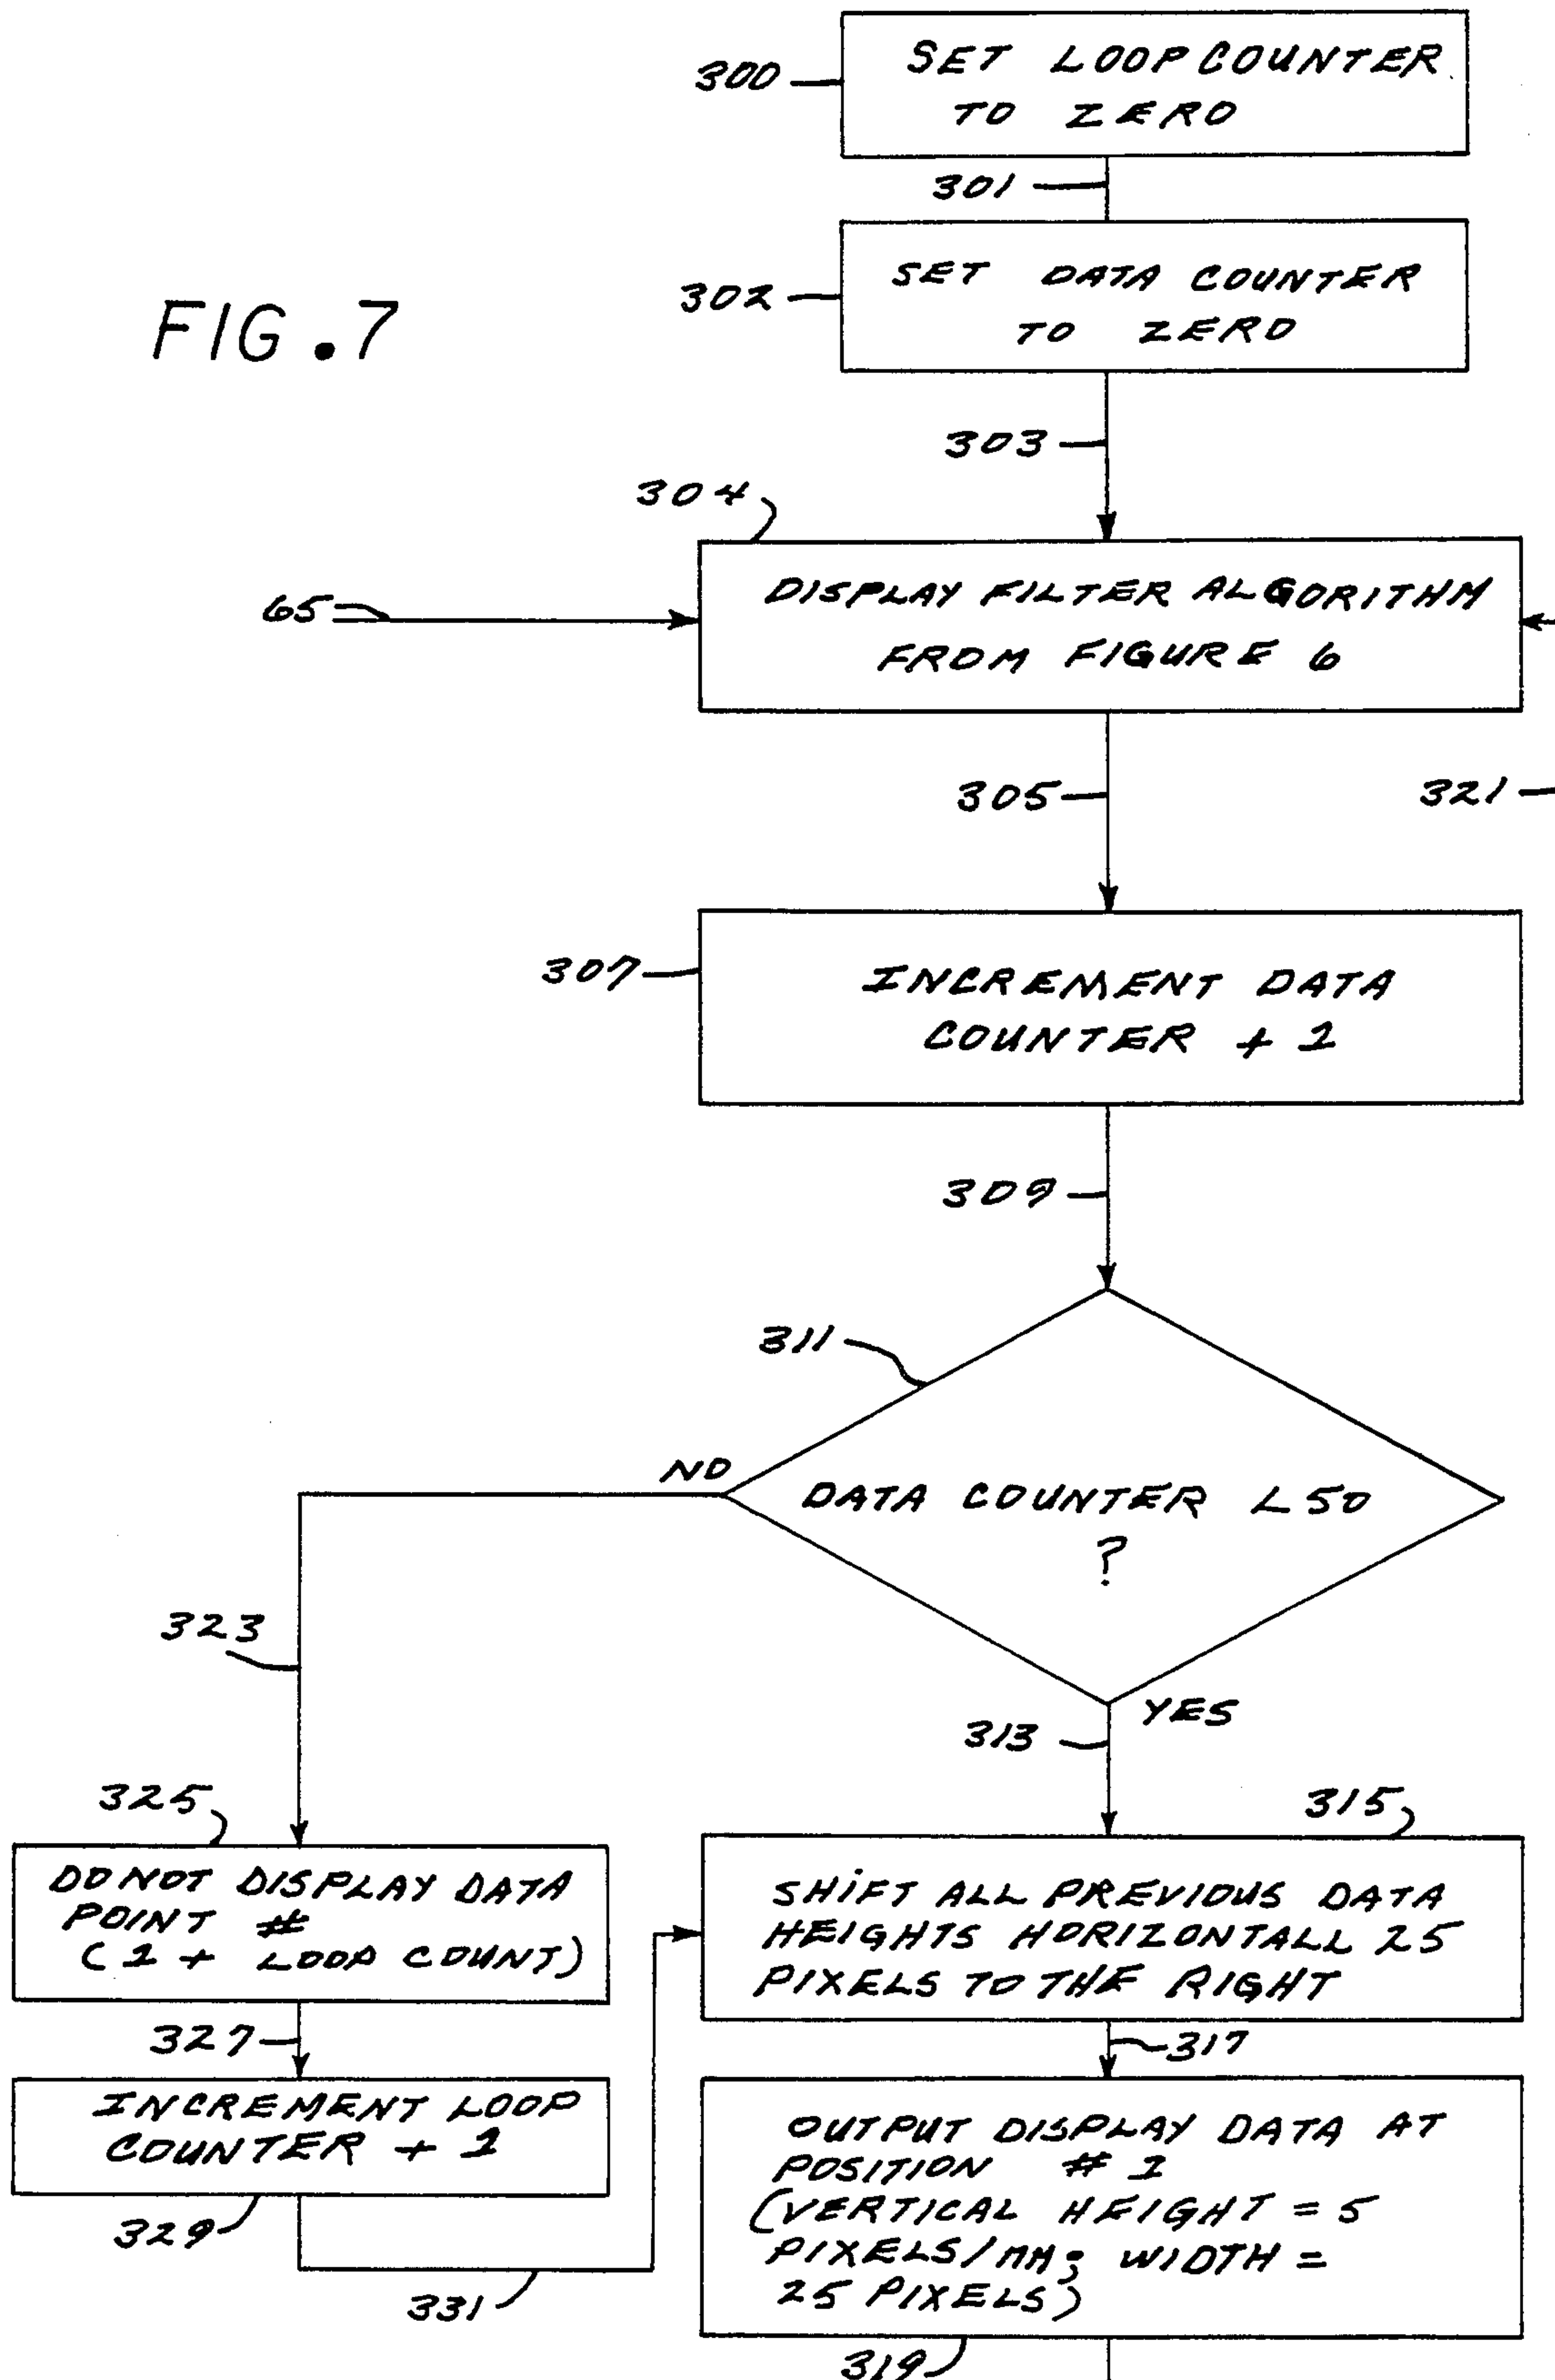 300
SET LOOP COUNTER
TO ZERO
301
302
SET DATA COUNTER
TO ZERO
FIG. 7
303
304
65
DISPLAY FILTER ALGORITHM
FROM FIGURE 6
305
321
307
INCREMENT DATA
COUNTER + 1
309
311
NO
DATA COUNTER L 50
?
323
313
YES
325
315
DO NOT DISPLAY DATA
POINT #
(1 + LOOP COUNT)
SHIFT ALL PREVIOUS DATA
HEIGHTS HORIZONTALL 25
PIXELS TO THE RIGHT
327
317
INCREMENT LOOP
COUNTER + 1
OUTPUT DISPLAY DATA AT
POSITION # 1
(VERTICAL HEIGHT = 5
PIXELS/MM; WIDTH =
25 PIXELS)
329
331
319